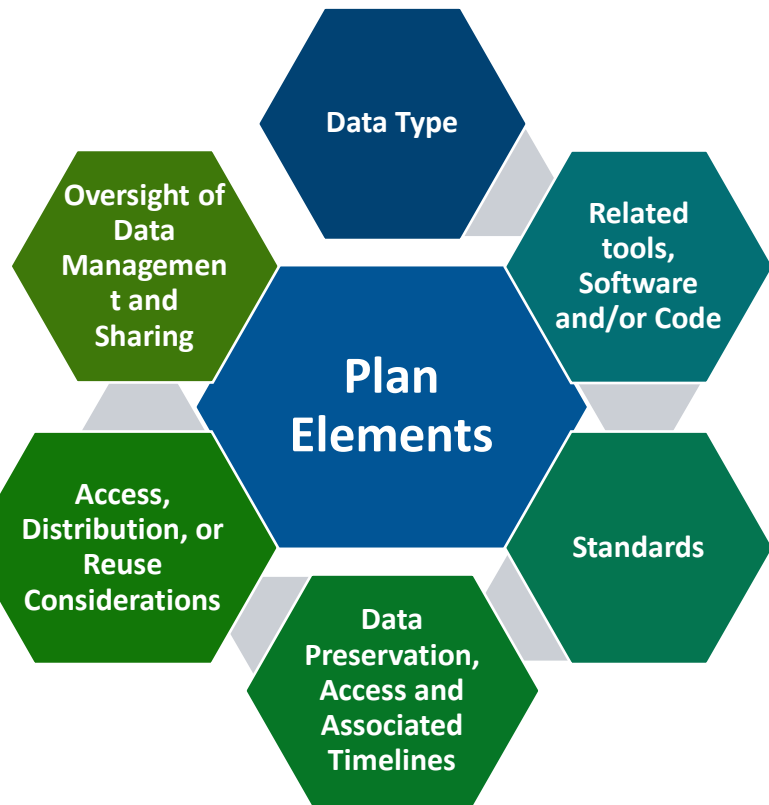 Data Type
Related
tools,
Software
and/or Code
Standards
Data
Preservation,
Access and
Associated
Timelines
Access,
Distribution, or
Reuse
Considerations
Oversight of
Data
Managemen
t and
Sharing
Plan
Elements